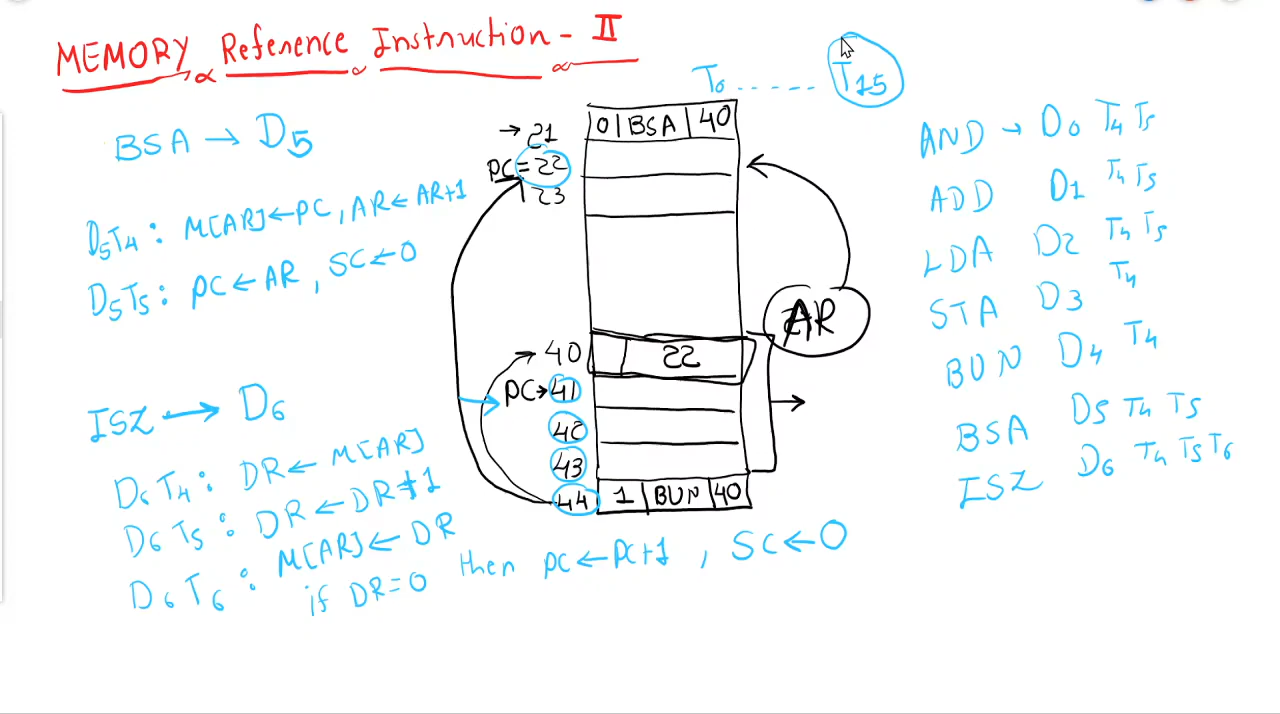 MEMORY Reference Instruction - II
T0 ...... T15
BSA → D5
D5T4 : M[AR]←PC, AR←AR+1
D5T5 : PC←AR, SC←0
ISZ → D6
D6T4 : DR←M[AR]
D6T5 : DR←DR+1
D6T6 : M[AR]←DR
if DR=0 then PC←PC+1, SC←0
→ 21 0 BSA 40
PC = 22
23
AR
→ 40 22
PC→ 41
42
43
44 1 BUN 40
AND → D0 T4 T5
ADD D1 T4 T5
LDA D2 T4 T5
STA D3 T4
BUN D4 T4
BSA D5 T4 T5
ISZ D6 T4 T5 T6